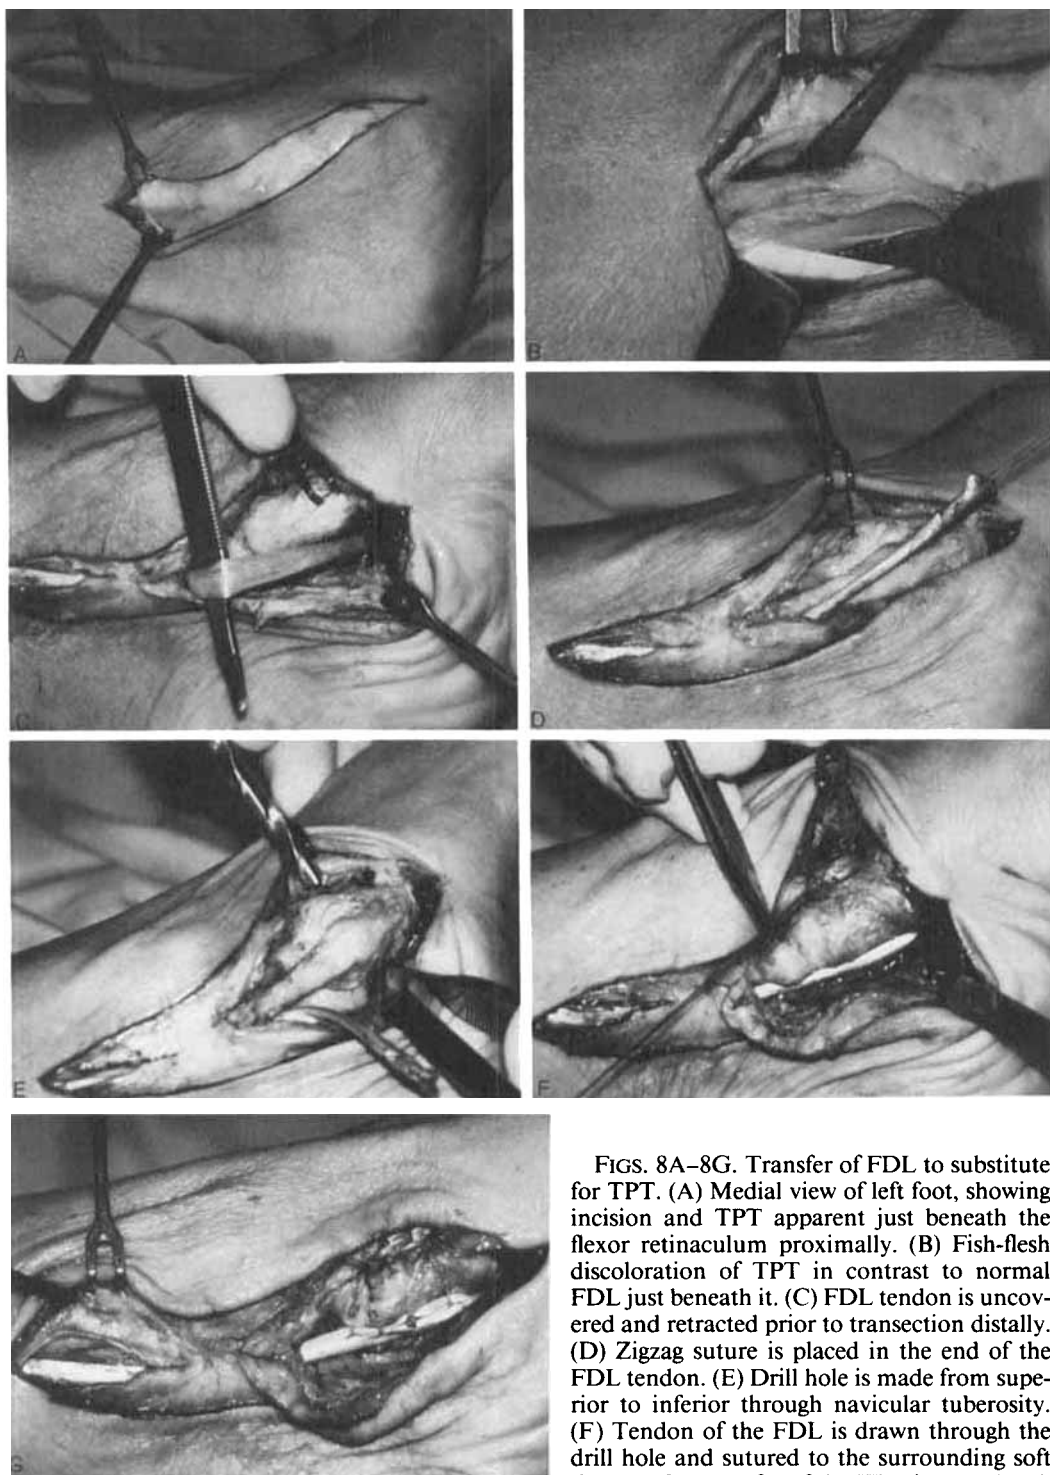 A
B
C
D
E
F
G
FIGS. 8A–8G. Transfer of FDL to substitute
for TPT. (A) Medial view of left foot, showing
incision and TPT apparent just beneath the
flexor retinaculum proximally. (B) Fish-flesh
discoloration of TPT in contrast to normal
FDL just beneath it. (C) FDL tendon is uncov-
ered and retracted prior to transection distally.
(D) Zigzag suture is placed in the end of the
FDL tendon. (E) Drill hole is made from supe-
rior to inferior through navicular tuberosity.
(F) Tendon of the FDL is drawn through the
drill hole and sutured to the surrounding soft